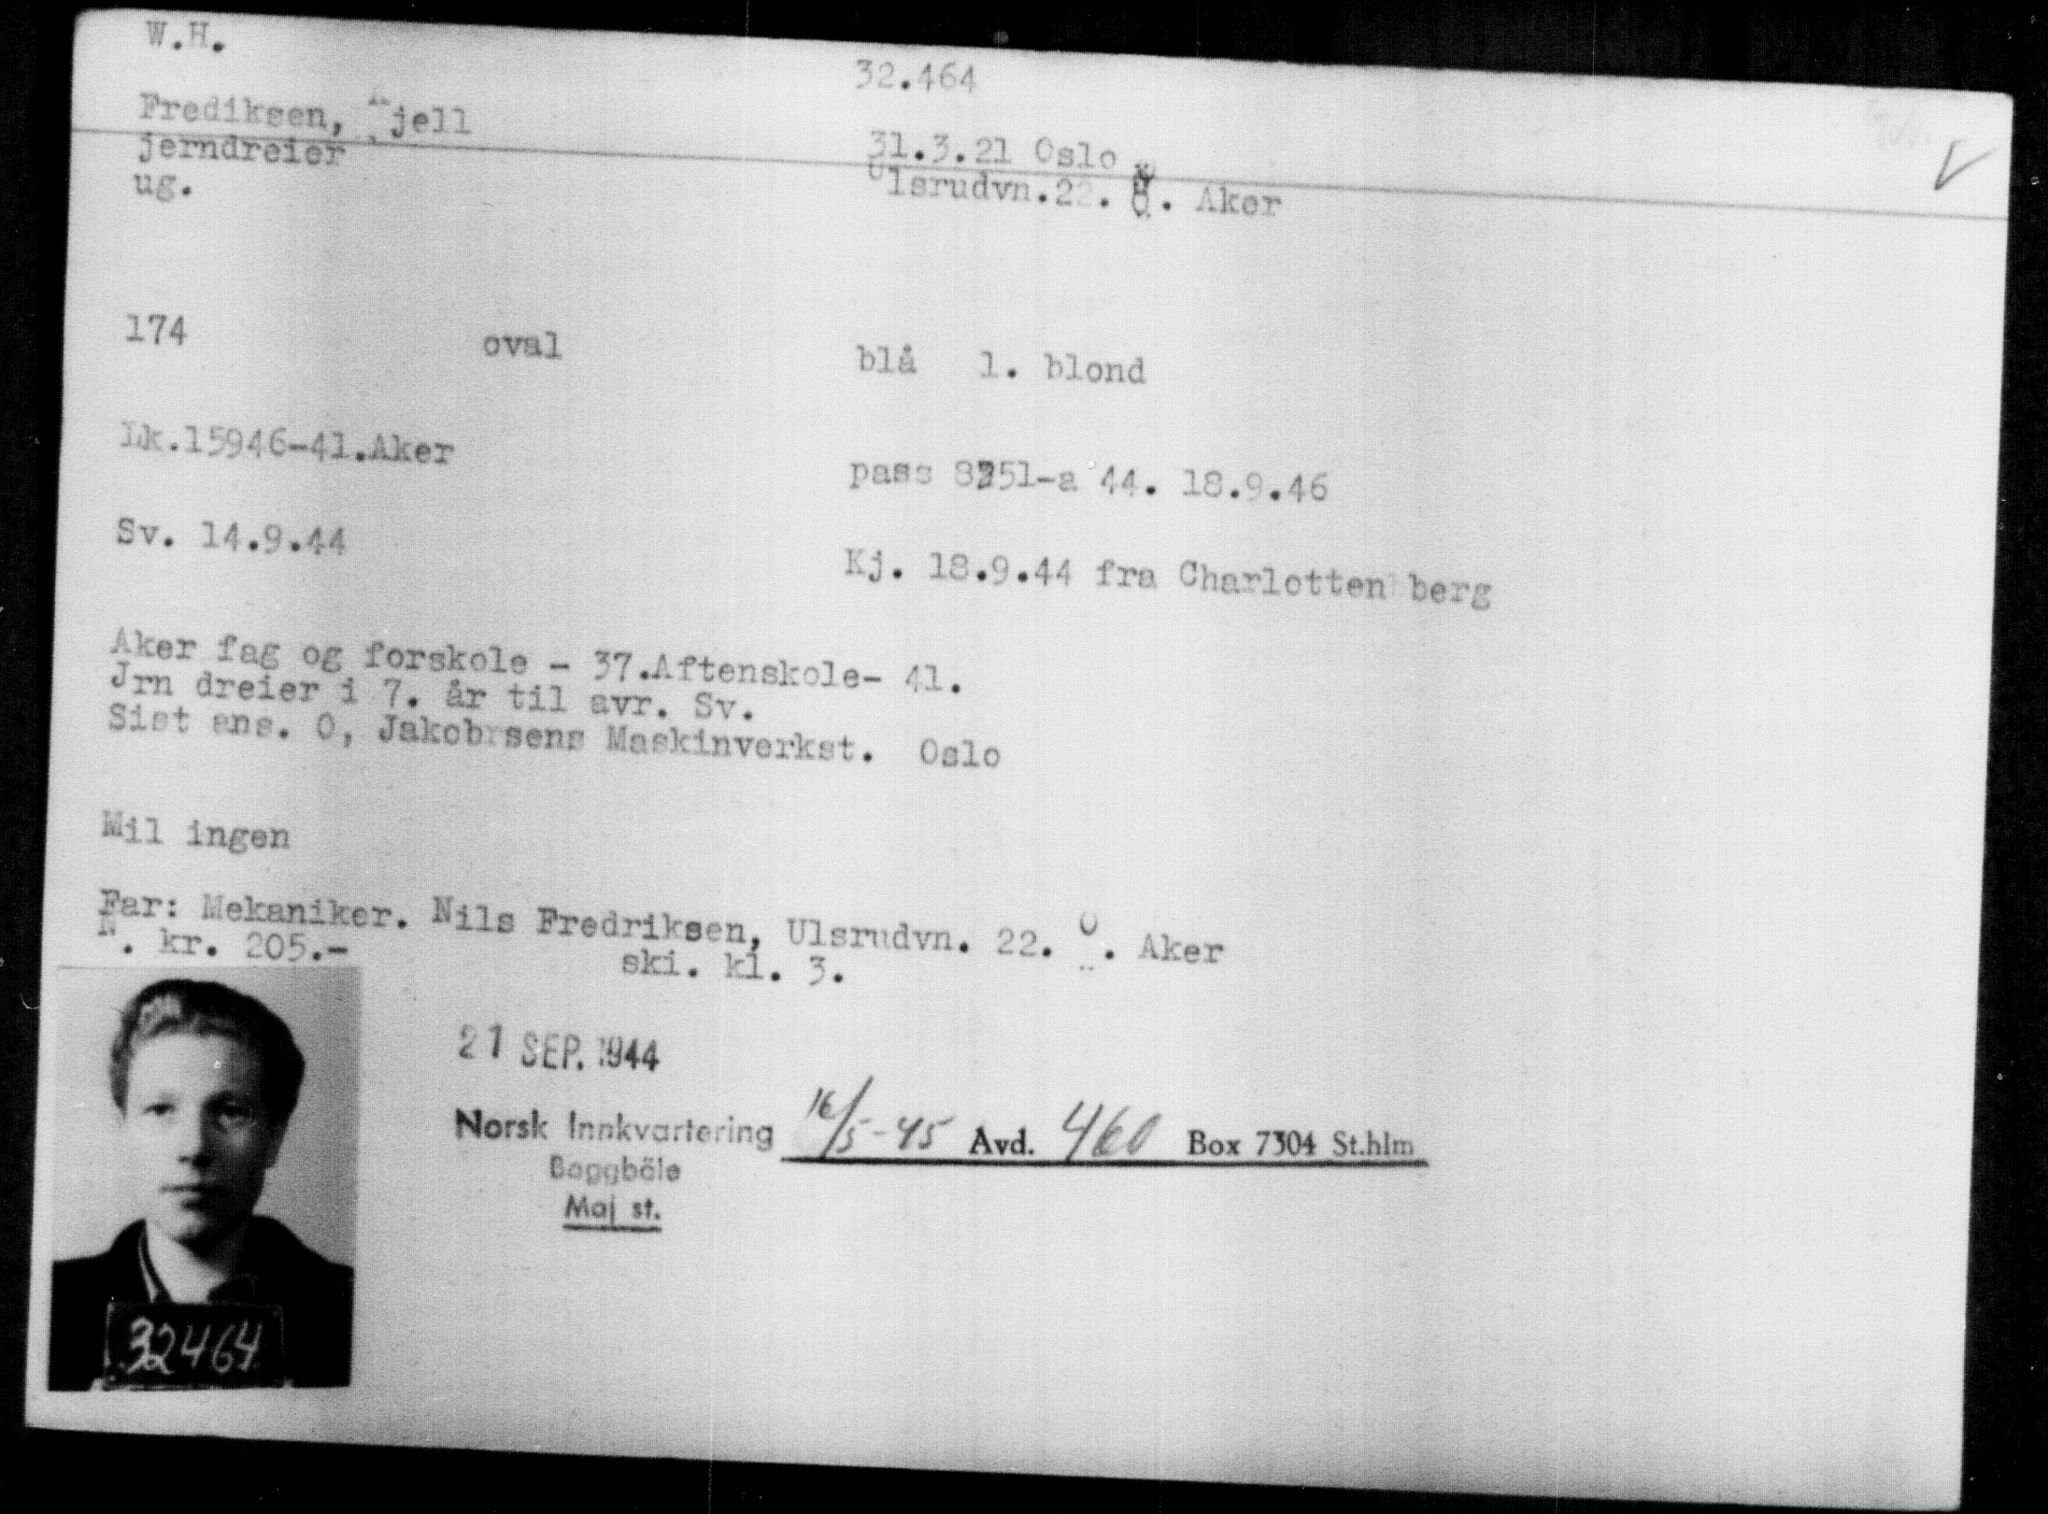 W.H.
32.464
Frediksen, Kjell
31.3.21 Oslo
jerndreier
Ulsrudvn.22. Ö. Aker
ug.
174 oval blå l. blond
Lk.15946-41.Aker
pass 8251-a 44. 18.9.46
Sv. 14.9.44
Kj. 18.9.44 fra Charlottenberg
Aker fag og forskole - 37.Aftenskole- 41.
Jrn dreier i 7. år til avr. Sv.
Sist ans. O, Jakobrsens Maskinverkst. Oslo
Mil ingen
Far: Mekaniker. Nils Fredriksen, Ulsrudvn. 22. Ö. Aker
N. kr. 205.- ski. kl. 3.
21 SEP. 1944
Norsk Innkvartering 16/5-45 Avd. 460 Box 7304 St.hlm
Baggböle
Maj st.
32464